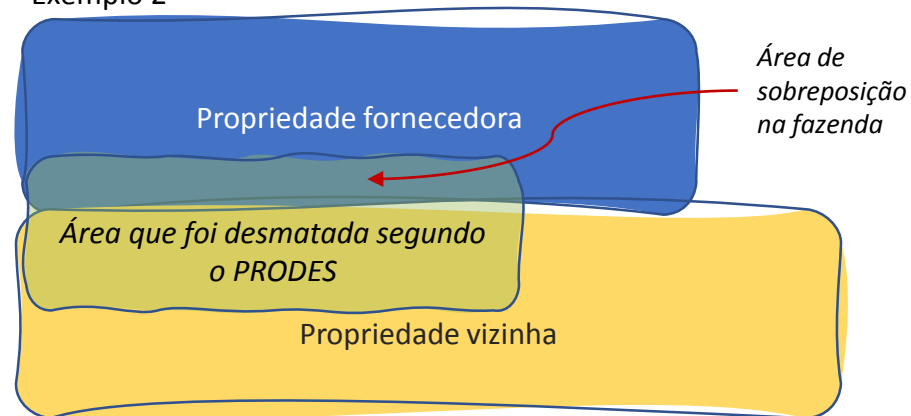 Exemplo 2
Área de
sobreposição
na fazenda
Propriedade fornecedora
Área que foi desmatada segundo
o PRODES
Propriedade vizinha